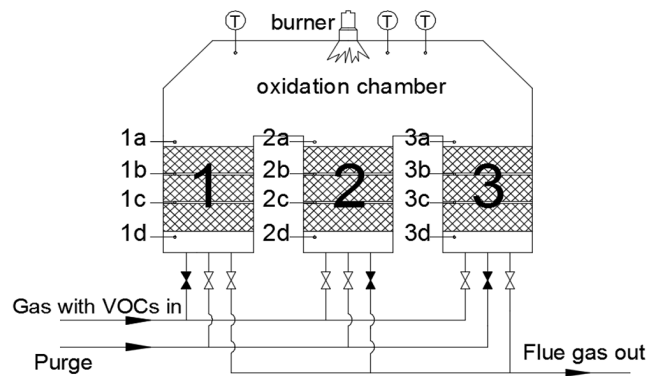 T burner T T
oxidation chamber
1a 2a 3a
1b 2b 3b
1 2 3
1c 2c 3c
1d 2d 3d
Gas with VOCs in
Purge
Flue gas out